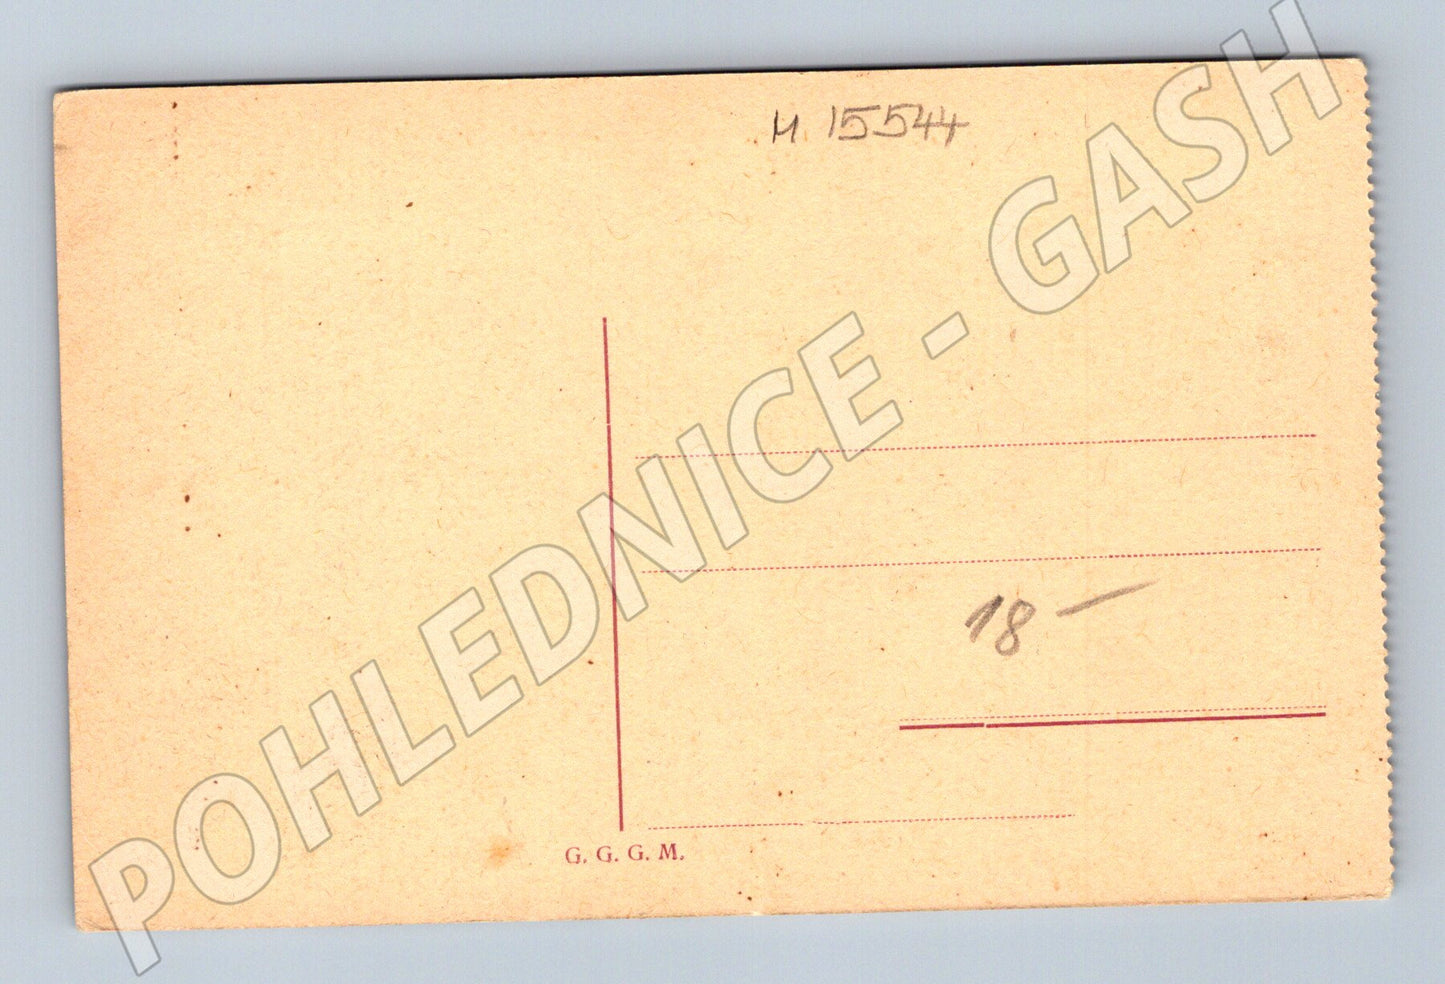 M 15544
POHLEDNICE - GASH
18 —
G. G. G. M.